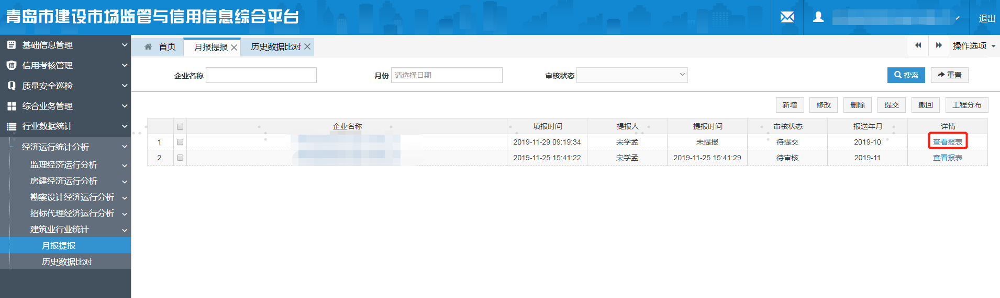 青岛市建设市场监管与信用信息综合平台
退出
基础信息管理
信用考核管理
质量安全巡检
综合业务管理
行业数据统计
经济运行统计分析
监理经济运行分析
房建经济运行分析
勘察设计经济运行分析
招标代理经济运行分析
建筑业行业统计
月报提报
历史数据比对
首页 月报提报 历史数据比对 操作选项
企业名称 月份 请选择日期 审核状态 搜索 重置
新增 修改 删除 提交 撤回 工程分布
企业名称 填报时间 提报人 提报时间 审核状态 报送年月 详情
1 2019-11-29 09:19:34 宋学孟 未提报 待提交 2019-10 查看报表
2 2019-11-25 15:41:22 宋学孟 2019-11-25 15:41:29 待审核 2019-11 查看报表